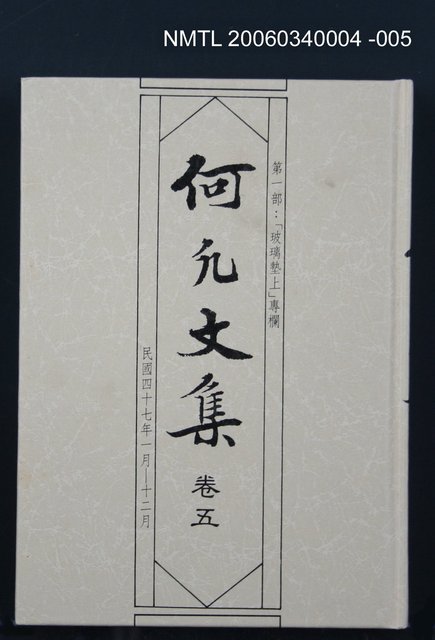 NMTL 20060340004 -005
第一部：「玻璃墊上」專欄
何凡文集
卷五
民國四十七年一月—十二月